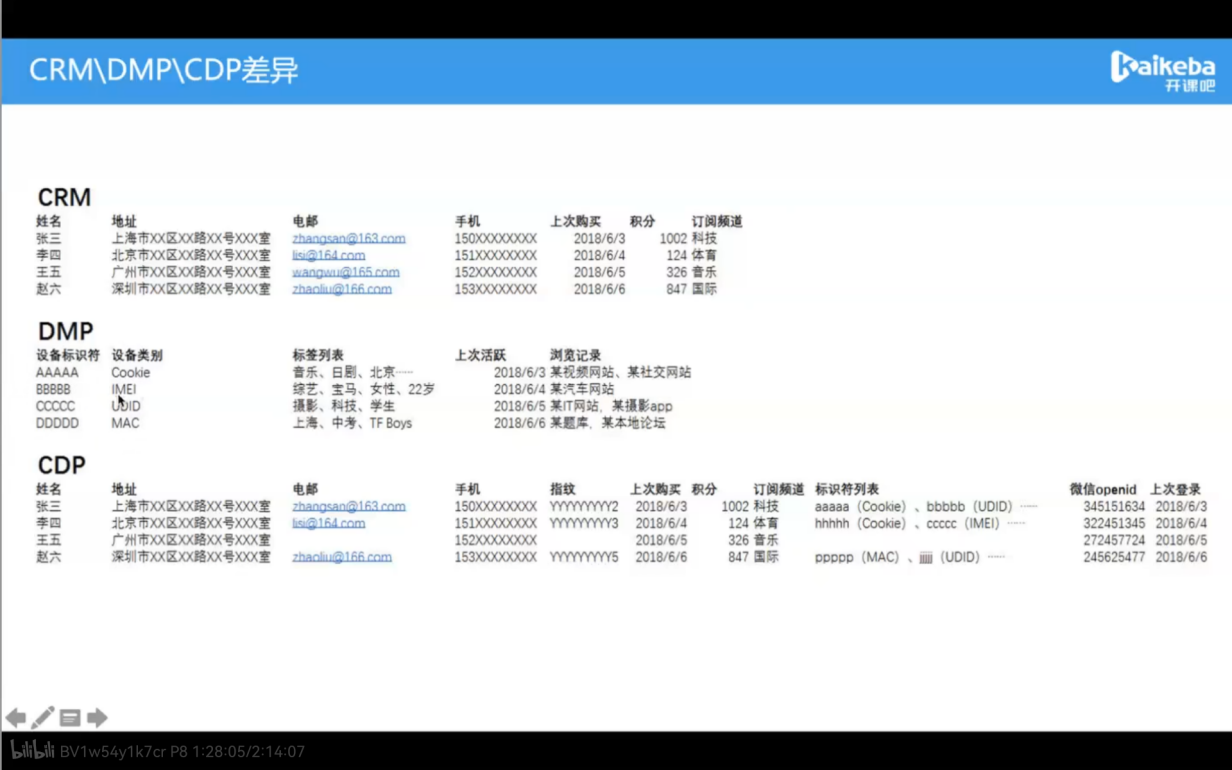 CRM\DMP\CDP差异
kaikeba
开课吧
CRM
姓名 地址 电邮 手机 上次购买 积分 订阅频道
张三 上海市XX区XX路XX号XXX室 zhangsan@163.com 150XXXXXXXX 2018/6/3 1002 科技
李四 北京市XX区XX路XX号XXX室 lisi@164.com 151XXXXXXXX 2018/6/4 124 体育
王五 广州市XX区XX路XX号XXX室 wangwu@165.com 152XXXXXXXX 2018/6/5 326 音乐
赵六 深圳市XX区XX路XX号XXX室 zhaoliu@166.com 153XXXXXXXX 2018/6/6 847 国际
DMP
设备标识符 设备类别 标签列表 上次活跃 浏览记录
AAAAA Cookie 音乐、日剧、北京…… 2018/6/3 某视频网站、某社交网站
BBBBB IMEI 综艺、宝马、女性、22岁 2018/6/4 某汽车网站
CCCCC UDID 摄影、科技、学生 2018/6/5 某IT网站、某摄影app
DDDDD MAC 上海、中考、TF Boys 2018/6/6 某题库、某本地论坛
CDP
姓名 地址 电邮 手机 指纹 上次购买 积分 订阅频道 标识符列表 微信openid 上次登录
张三 上海市XX区XX路XX号XXX室 zhangsan@163.com 150XXXXXXXX YYYYYYYYY2 2018/6/3 1002 科技 aaaaa（Cookie）、bbbbb（UDID）…… 345151634 2018/6/3
李四 北京市XX区XX路XX号XXX室 lisi@164.com 151XXXXXXXX YYYYYYYYY3 2018/6/4 124 体育 hhhhh（Cookie）、ccccc（IMEI）…… 322451345 2018/6/4
王五 广州市XX区XX路XX号XXX室 152XXXXXXXX 2018/6/5 326 音乐 272457724 2018/6/5
赵六 深圳市XX区XX路XX号XXX室 zhaoliu@166.com 153XXXXXXXX YYYYYYYYY5 2018/6/6 847 国际 ppppp（MAC）、jjjjj（UDID）…… 245625477 2018/6/6
bilibili BV1w54y1k7cr P8 1:28:05/2:14:07